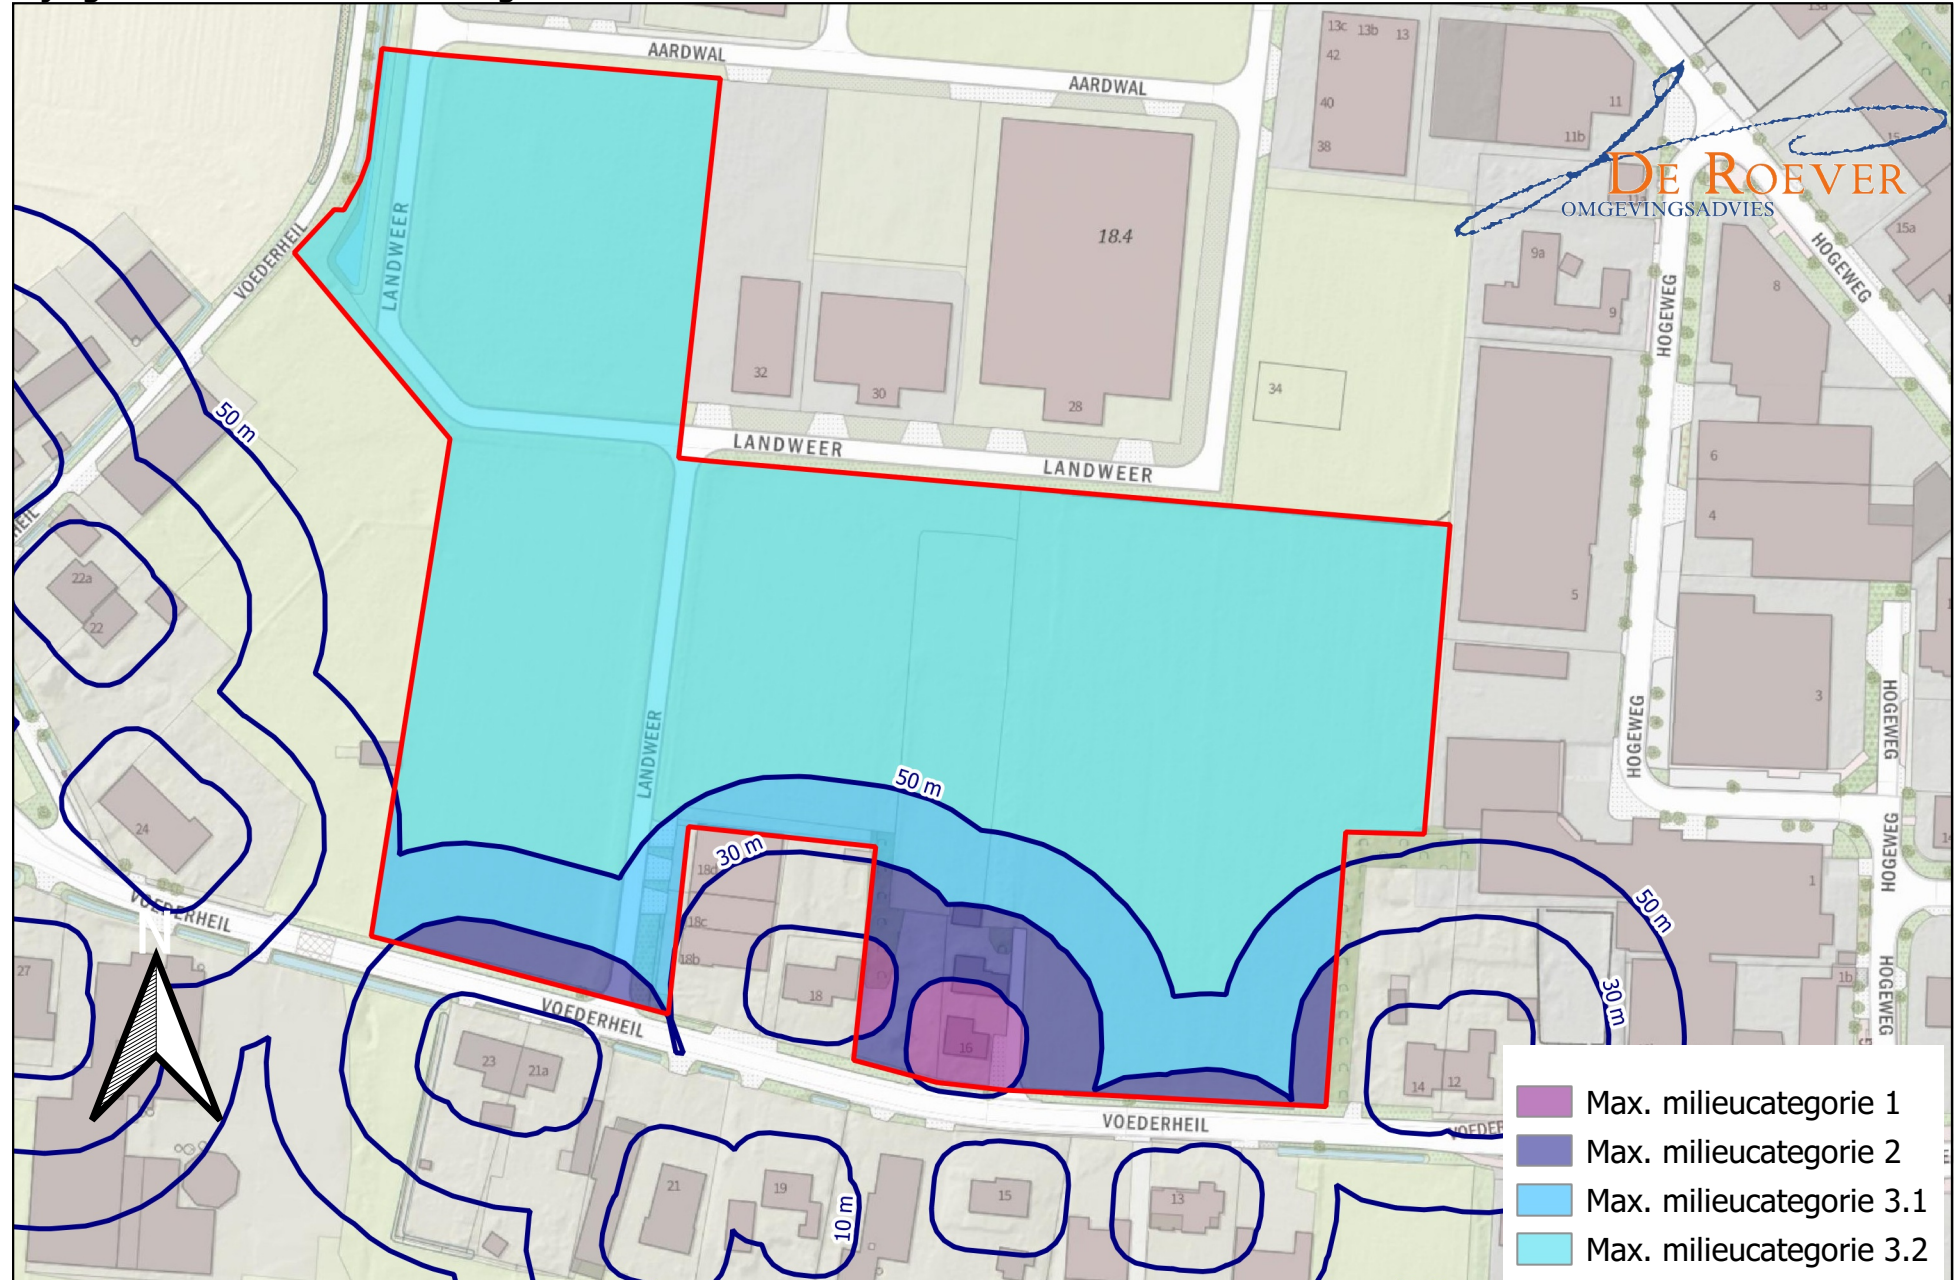 AARDWAL
AARDWAL
13c 13b 13
42
40
38
11
11b
15
DE ROEVER
OMGEVINGSADVIES
15a
HOGEWEG
HOGEWEG
HOGEWEG
VOEDERHEIL
LANDWEER
18.4
9a
9
8
32
30
28
34
50 m
LANDWEER
LANDWEER
6
4
5
22a
22
3
HOGEWEG
HOGEWEG
LANDWEER
50 m
24
30 m
18d
18c
18b
18
16
1
50 m
HOGEWEG
VOEDERHEIL
N
27
VOEDERHEIL
1b
HOGEWEG
30 m
23
21a
14
12
VOEDERHEIL
21
19
15
13
10 m
Max. milieucategorie 1
Max. milieucategorie 2
Max. milieucategorie 3.1
Max. milieucategorie 3.2